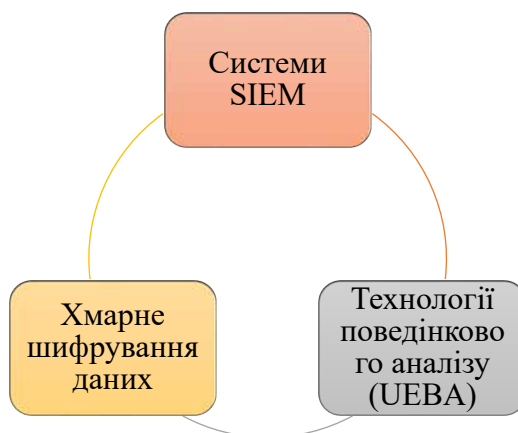 Системи
SIEM
Хмарне
шифрування
даних
Технології
поведінково
го аналізу
(UEBA)